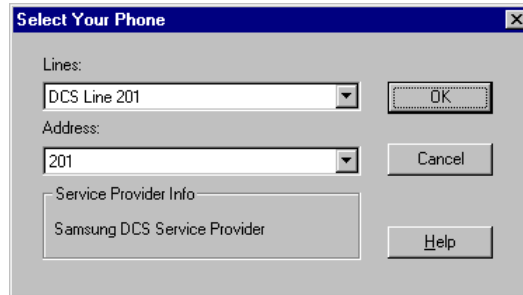 Select Your Phone
Lines:
DCS Line 201
OK
Address:
201
Cancel
Service Provider Info
Samsung DCS Service Provider
Help